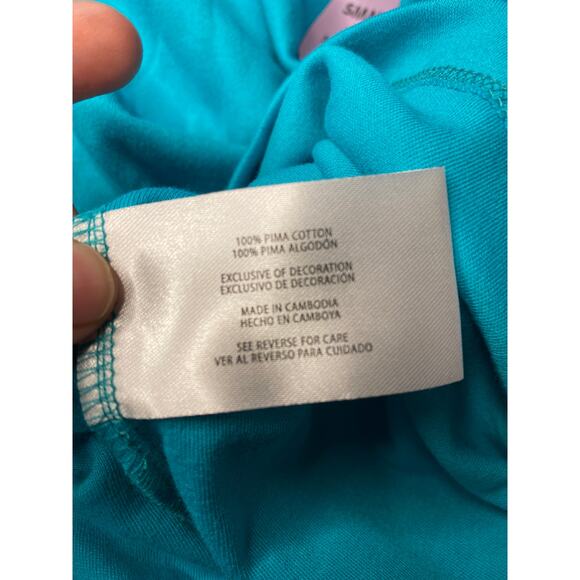 100% PIMA COTTON
100% PIMA ALGODÓN
EXCLUSIVE OF DECORATION
EXCLUSIVO DE DECORACIÓN
MADE IN CAMBODIA
HECHO EN CAMBOYA
SEE REVERSE FOR CARE
VER AL REVERSO PARA CUIDADO